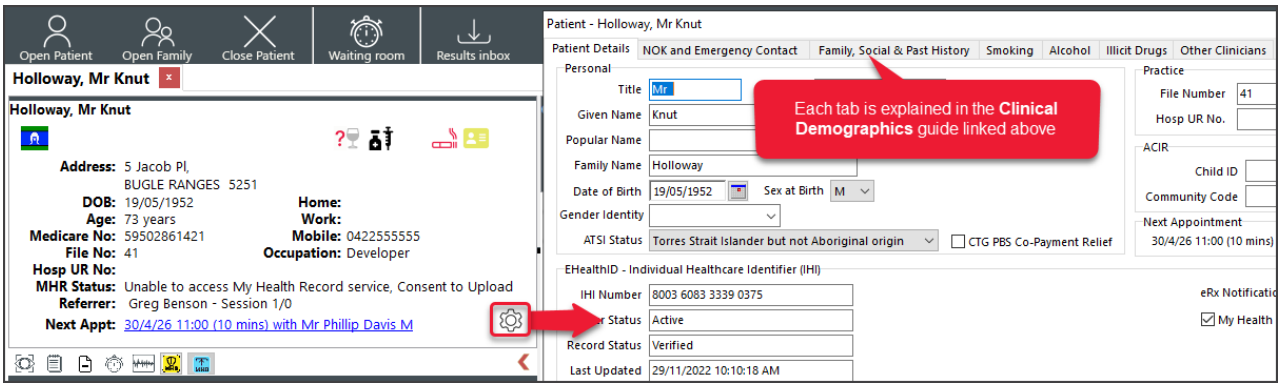 Open Patient
Open Family
Close Patient
Waiting room
Results inbox
Holloway, Mr Knut x
Holloway, Mr Knut
Address: 5 Jacob Pl,
BUGLE RANGES 5251
DOB: 19/05/1952 Home:
Age: 73 years Work:
Medicare No: 59502861421 Mobile: 0422555555
File No: 41 Occupation: Developer
Hosp UR No:
MHR Status: Unable to access My Health Record service, Consent to Upload
Referrer: Greg Benson - Session 1/0
Next Appt: 30/4/26 11:00 (10 mins) with Mr Phillip Davis M
Patient - Holloway, Mr Knut
Patient Details NOK and Emergency Contact Family, Social & Past History Smoking Alcohol Illicit Drugs Other Clinicians
Personal
Title Mr
Given Name Knut
Popular Name
Family Name Holloway
Date of Birth 19/05/1952 Sex at Birth M
Gender Identity
ATSI Status Torres Strait Islander but not Aboriginal origin CTG PBS Co-Payment Relief
Each tab is explained in the Clinical
Demographics guide linked above
Practice
File Number 41
Hosp UR No.
ACIR
Child ID
Community Code
Next Appointment
30/4/26 11:00 (10 mins)
EHealthID - Individual Healthcare Identifier (IHI)
IHI Number 8003 6083 3339 0375
Status Active
Record Status Verified
Last Updated 29/11/2022 10:10:18 AM
eRx Notificatio
My Health